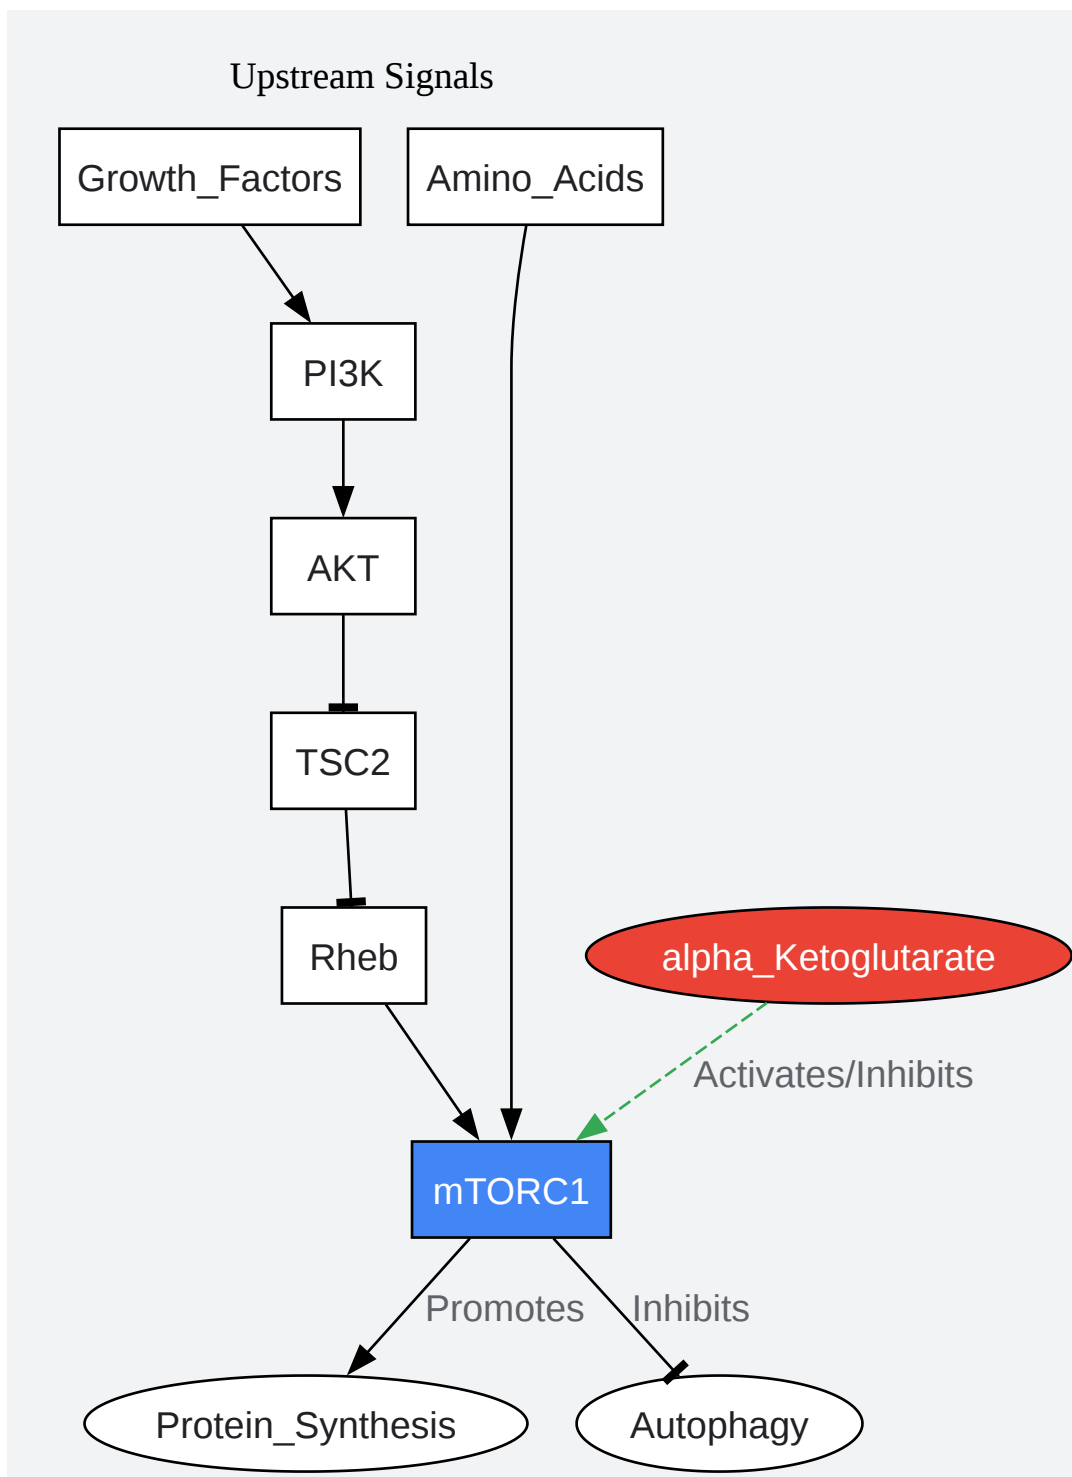 Upstream Signals
Growth_Factors
Amino_Acids
PI3K
AKT
TSC2
Rheb
alpha_Ketoglutarate
Activates/Inhibits
mTORC1
Promotes
Inhibits
Protein_Synthesis
Autophagy